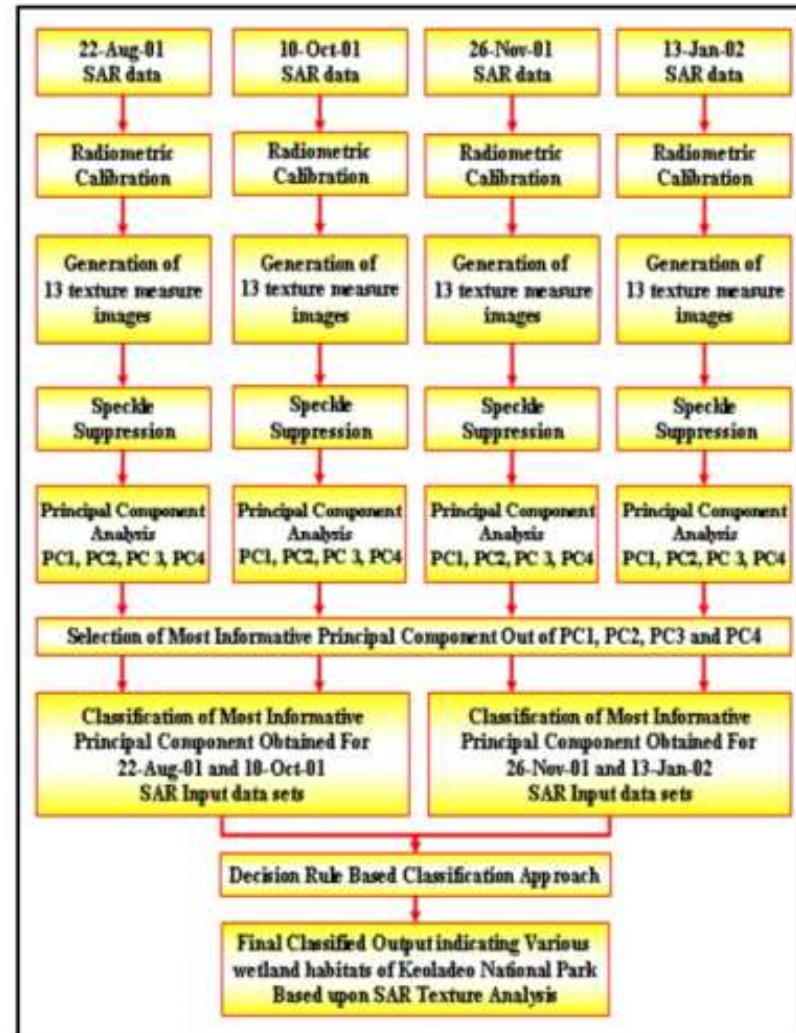 22-Aug-01
SAR data
10-Oct-01
SAR data
26-Nov-01
SAR data
13-Jan-02
SAR data
Radiometric
Calibration
Radiometric
Calibration
Radiometric
Calibration
Radiometric
Calibration
Generation of
13 texture measure
images
Generation of
13 texture measure
images
Generation of
13 texture measure
images
Generation of
13 texture measure
images
Speckle
Suppression
Speckle
Suppression
Speckle
Suppression
Speckle
Suppression
Principal Component
Analysis
PC1, PC2, PC 3, PC4
Principal Component
Analysis
PC1, PC2, PC 3, PC4
Principal Component
Analysis
PC1, PC2, PC 3, PC4
Principal Component
Analysis
PC1, PC2, PC 3, PC4
Selection of Most Informative Principal Component Out of PC1, PC2, PC3 and PC4
Classification of Most Informative
Principal Component Obtained For
22-Aug-01 and 10-Oct-01
SAR Input data sets
Classification of Most Informative
Principal Component Obtained For
26-Nov-01 and 13-Jan-02
SAR Input data sets
Decision Rule Based Classification Approach
Final Classified Output indicating Various
wetland habitats of Keoladeo National Park
Based upon SAR Texture Analysis